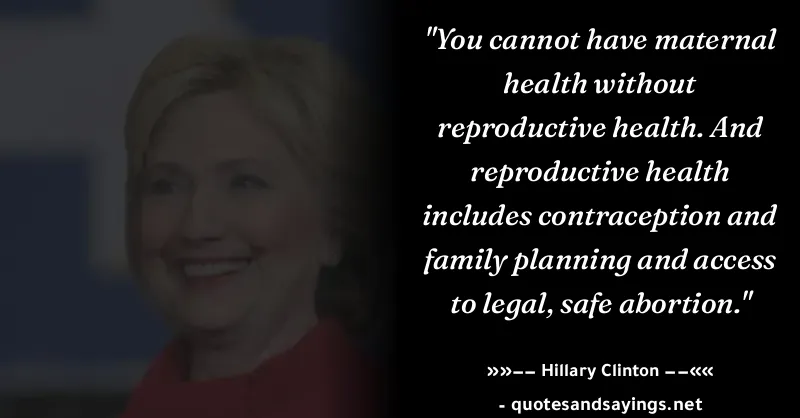 "You cannot have maternal
health without
reproductive health. And
reproductive health
includes contraception and
family planning and access
to legal, safe abortion."
»»–– Hillary Clinton ––««
- quotesandsayings.net